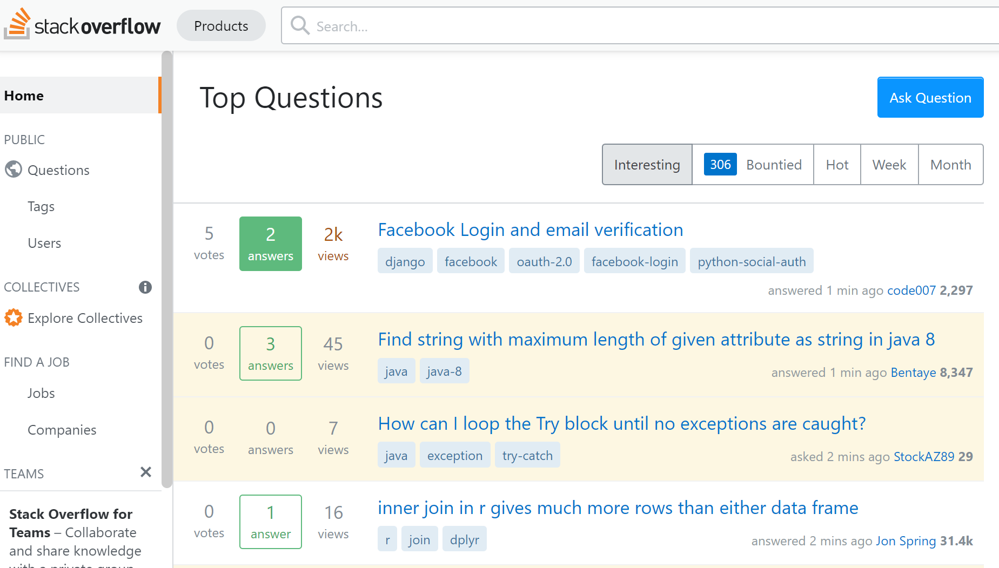 stackoverflow
Products
Search...
Home
PUBLIC
Questions
Tags
Users
COLLECTIVES
Explore Collectives
FIND A JOB
Jobs
Companies
TEAMS
Stack Overflow for
Teams – Collaborate
and share knowledge
with a private group
Top Questions
Ask Question
Interesting 306 Bountied Hot Week Month
5 votes
2 answers
2k views
Facebook Login and email verification
django facebook oauth-2.0 facebook-login python-social-auth
answered 1 min ago code007 2,297
0 votes
3 answers
45 views
Find string with maximum length of given attribute as string in java 8
java java-8
answered 1 min ago Bentaye 8,347
0 votes
0 answers
7 views
How can I loop the Try block until no exceptions are caught?
java exception try-catch
asked 2 mins ago StockAZ89 29
0 votes
1 answer
16 views
inner join in r gives much more rows than either data frame
r join dplyr
answered 2 mins ago Jon Spring 31.4k